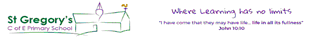 St Gregory's
C of E Primary School
Where Learning has no limits
"I have come that they may have life... life in all its fullness"
John 10:10